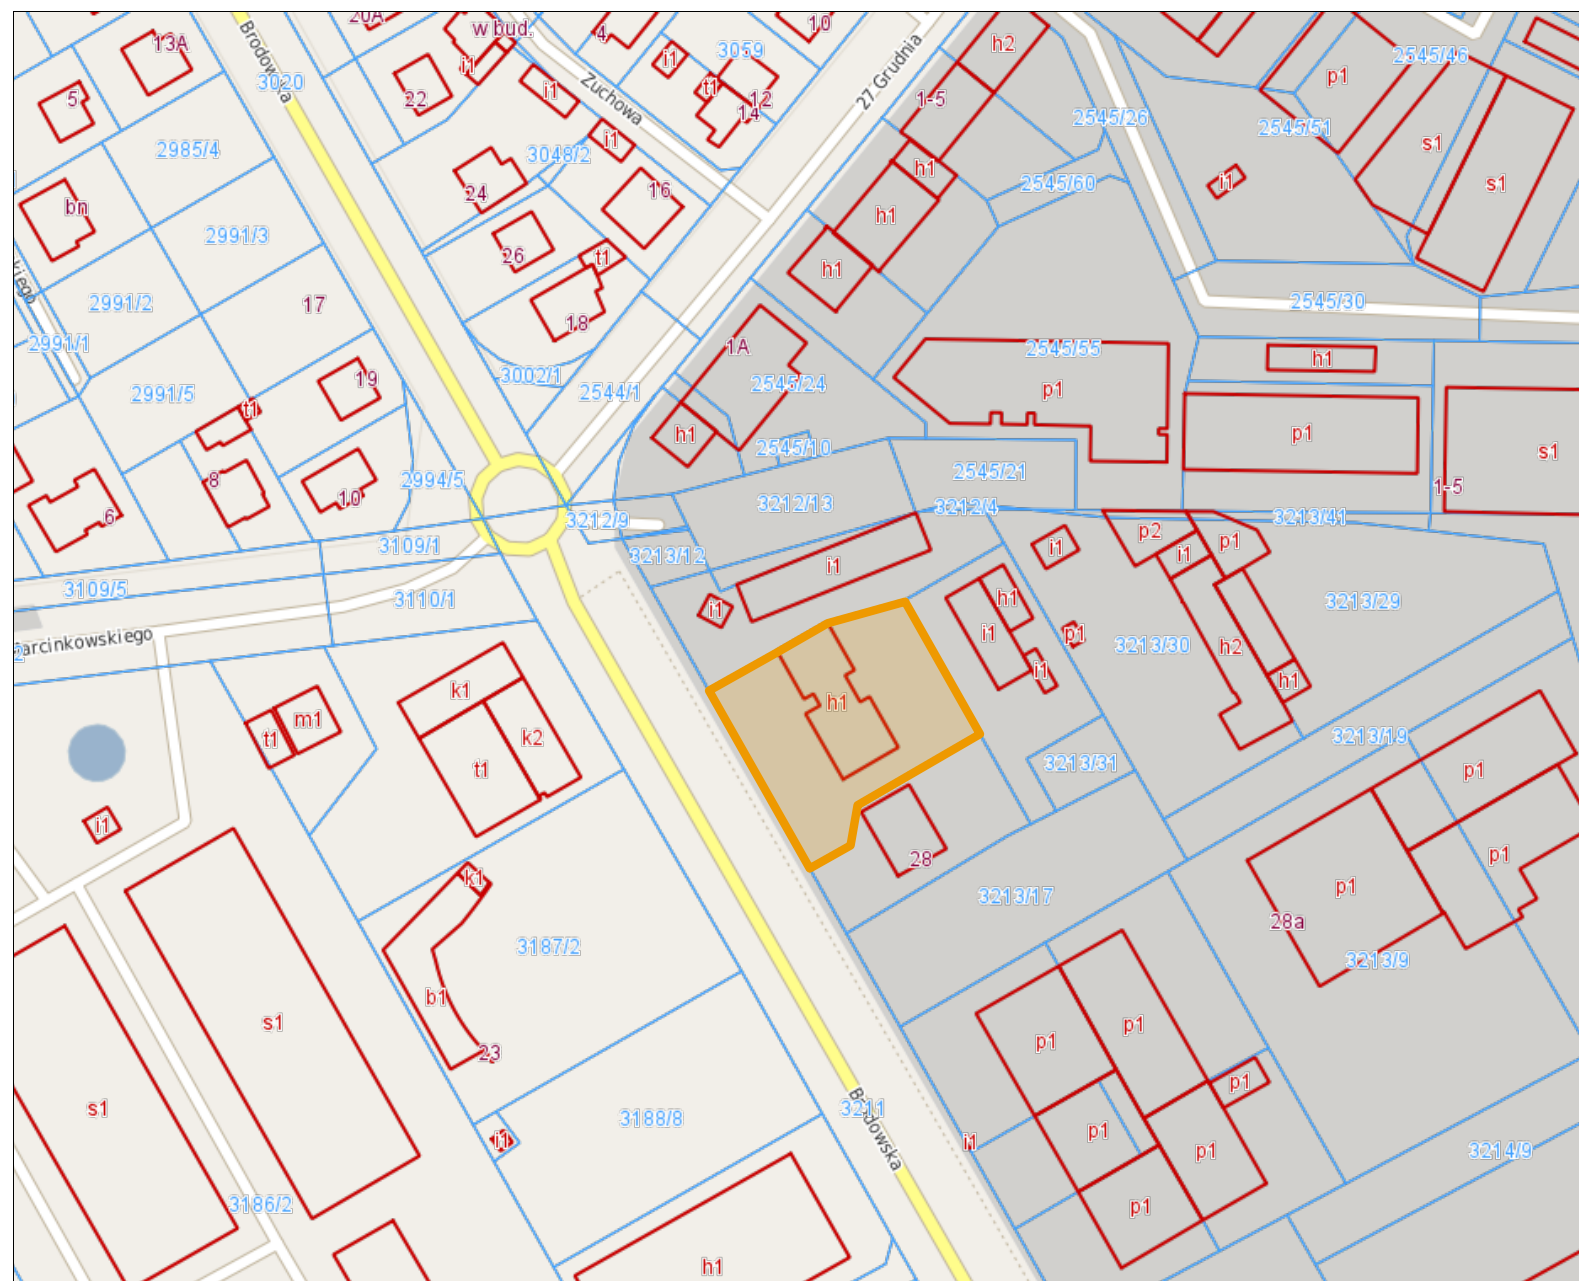 20A
w bud.
4
10
h2
13A
Brodowska
3020
i1
i1
3059
i1
t1
12
14
27 Grudnia
1-5
p1
2545/46
5
22
Zuchowa
2545/26
2545/51
s1
2985/4
3048/2
i1
h1
2545/60
i1
s1
bn
24
16
h1
2991/3
26
t1
h1
2991/2
17
18
2545/30
2991/1
1A
2545/55
h1
3002/1
2544/1
2545/24
p1
2991/5
19
t1
h1
2545/10
p1
s1
8
10
2994/5
2545/21
1-5
6
3212/9
3212/13
3212/4
3213/41
3109/1
3213/12
i1
i1
p2
i1
p1
3109/5
3110/1
i1
h1
i1
p1
3213/30
3213/29
h2
i1
h1
k1
m1
t1
k2
t1
h1
3213/19
3213/31
p1
i1
28
p1
k1
3213/17
p1
28a
3187/2
3213/9
b1
s1
23
p1
p1
s1
Brodowska
3211
p1
3188/8
i1
i1
p1
p1
3214/9
3186/2
p1
h1